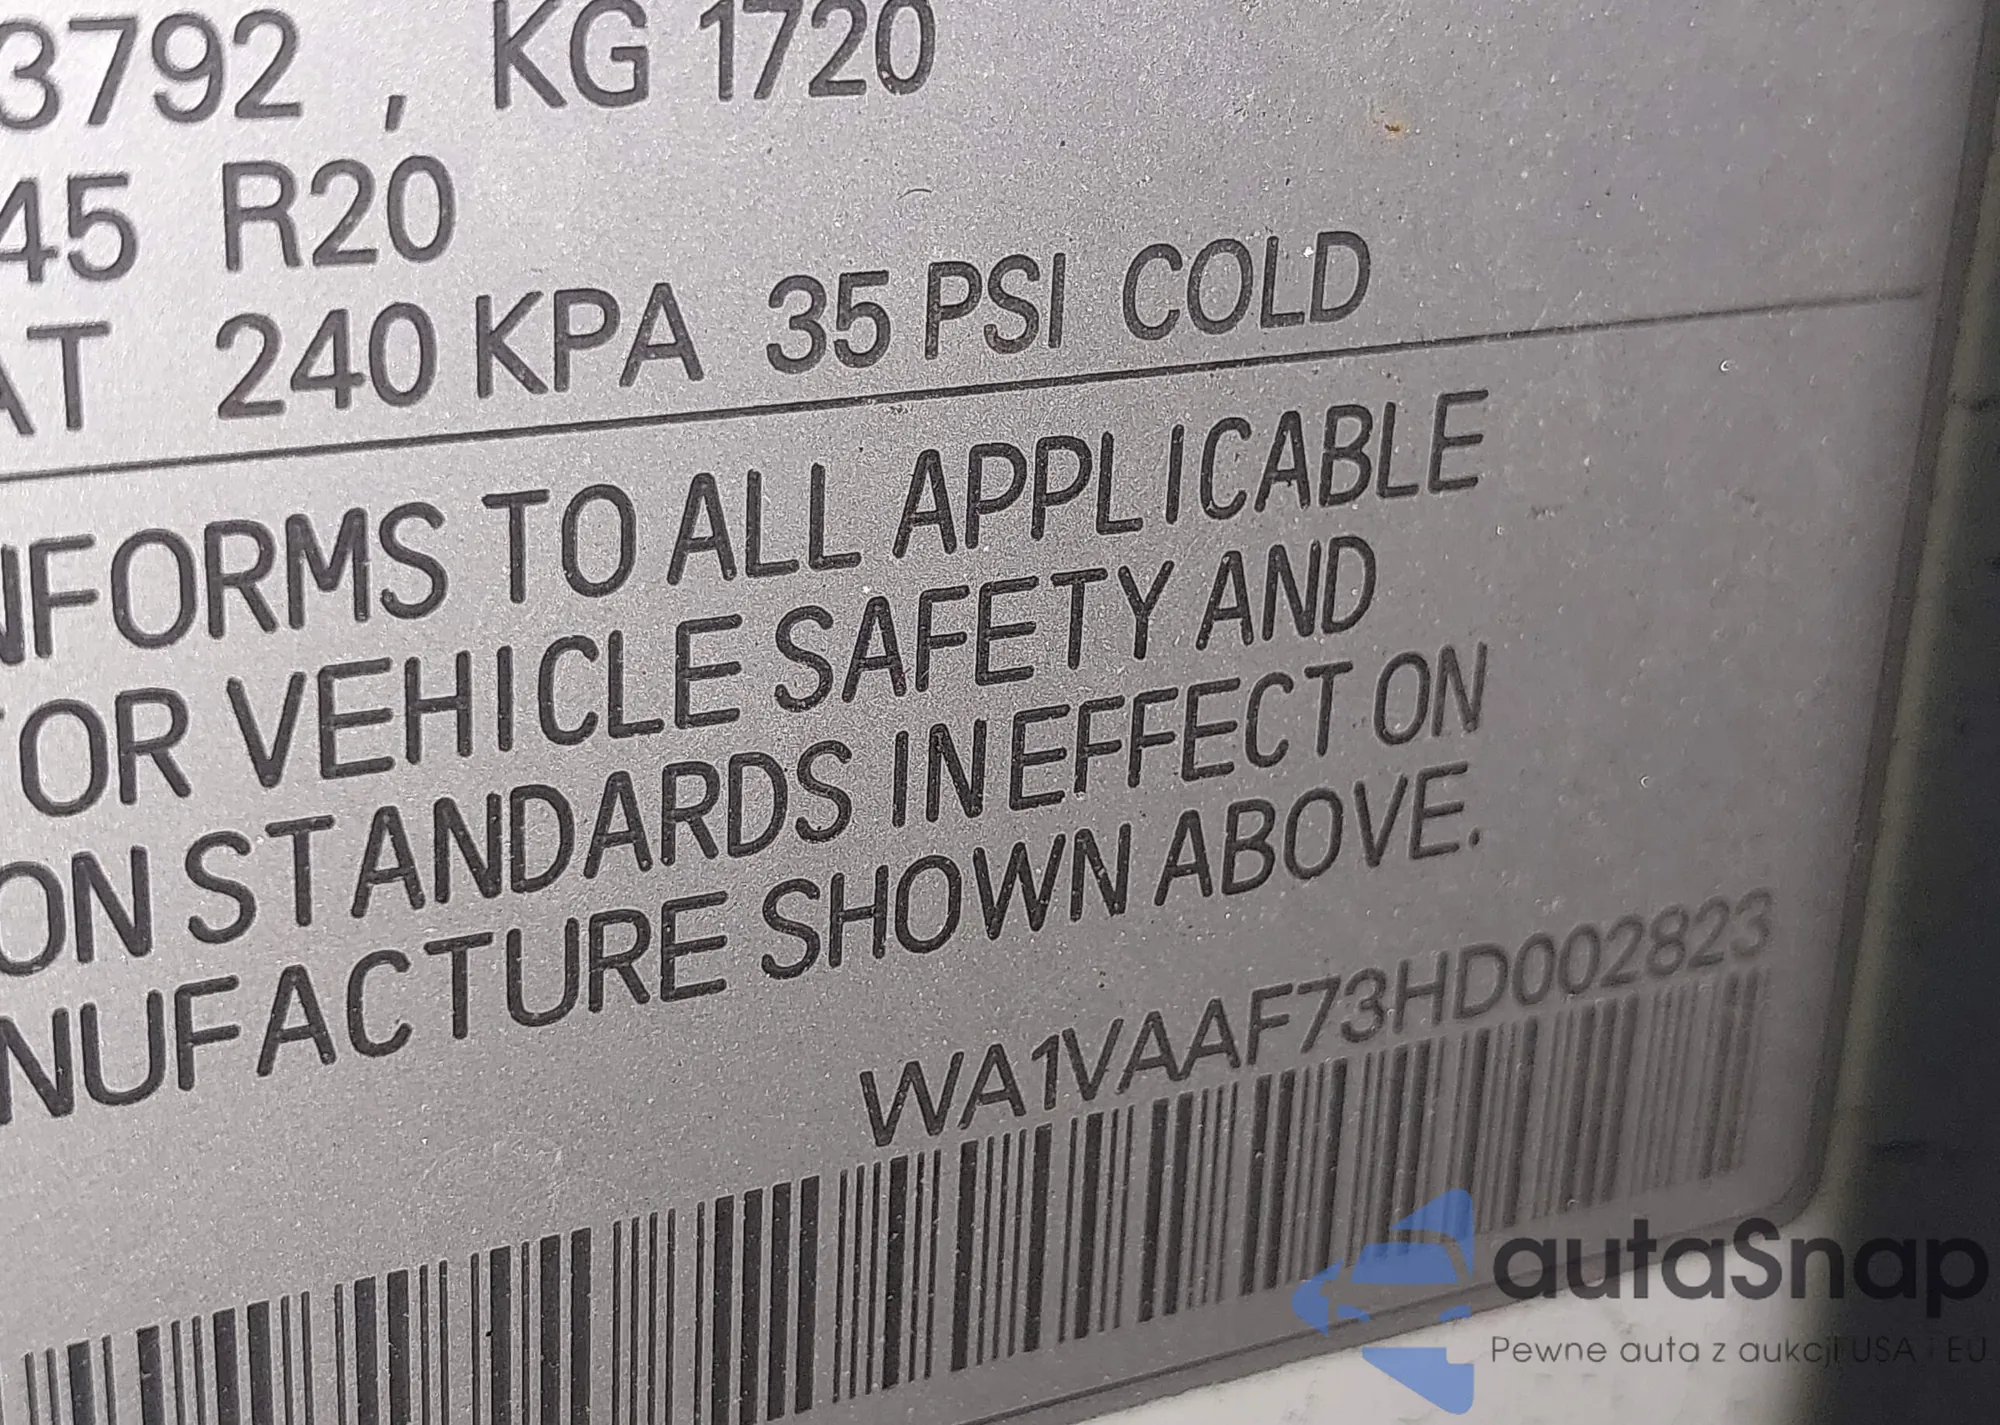 3792 , KG 1720
45 R20
AT 240 KPA 35 PSI COLD
NFORMS TO ALL APPLICABLE
OR VEHICLE SAFETY AND
ON STANDARDS IN EFFECT ON
NUFACTURE SHOWN ABOVE.
WA1VAAF73HD002823
autaSnap
Pewne auta z aukcji USA i EU